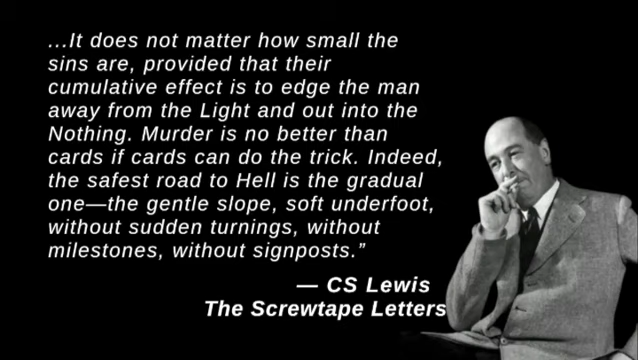 ...It does not matter how small the
sins are, provided that their
cumulative effect is to edge the man
away from the Light and out into the
Nothing. Murder is no better than
cards if cards can do the trick. Indeed,
the safest road to Hell is the gradual
one—the gentle slope, soft underfoot,
without sudden turnings, without
milestones, without signposts.”
— CS Lewis
The Screwtape Letters